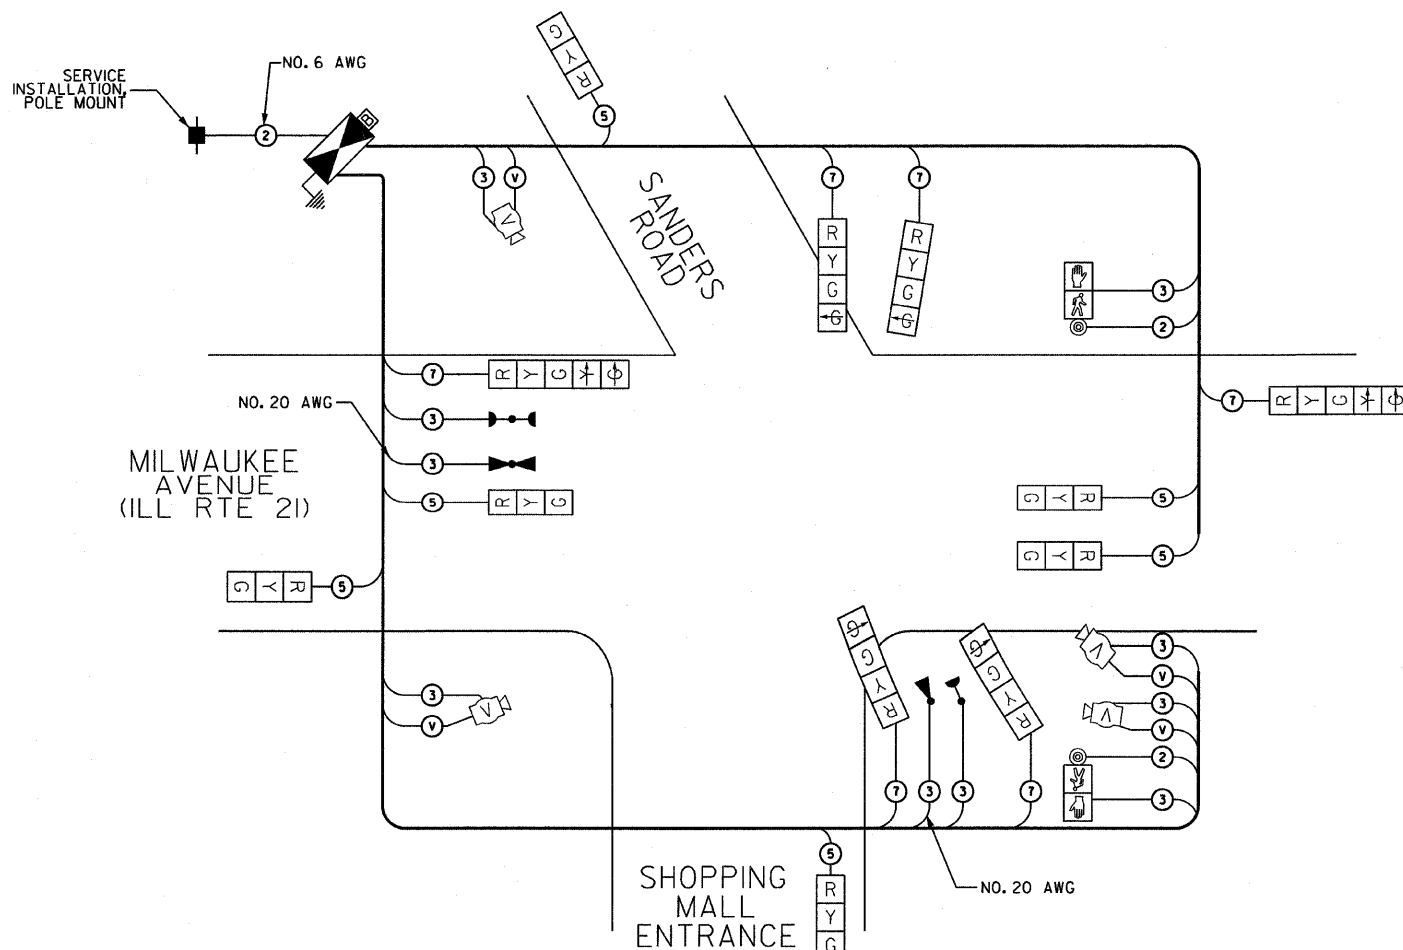 NO. 6 AWG
SERVICE
INSTALLATION,
POLE MOUNT
2
B
G Y R
5
3
V
V
7
7
SANDERS
ROAD
R
Y
G
G
R
Y
G
G
3
2
7
R Y G Y G
7
R Y G Y G
NO. 20 AWG
3
3
MILWAUKEE
AVENUE
(ILL RTE 21)
5
R Y G
G Y R
5
G Y R
5
G Y R
5
3
V
V
G
G
Y
R
G
G
Y
R
V
3
V
V
3
V
2
3
7
3
3
7
NO. 20 AWG
5
R
Y
G
SHOPPING
MALL
ENTRANCE